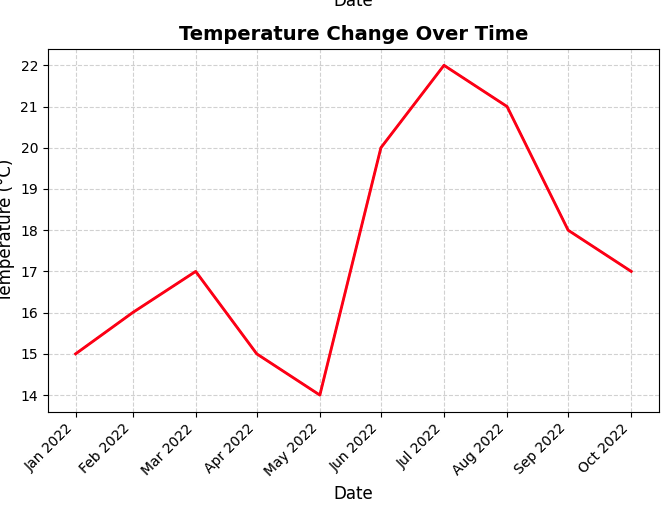 Date
Temperature Change Over Time
22
21
20
19
18
17
16
15
14
Temperature (°C)
Jan 2022
Feb 2022
Mar 2022
Apr 2022
May 2022
Jun 2022
Jul 2022
Aug 2022
Sep 2022
Oct 2022
Date